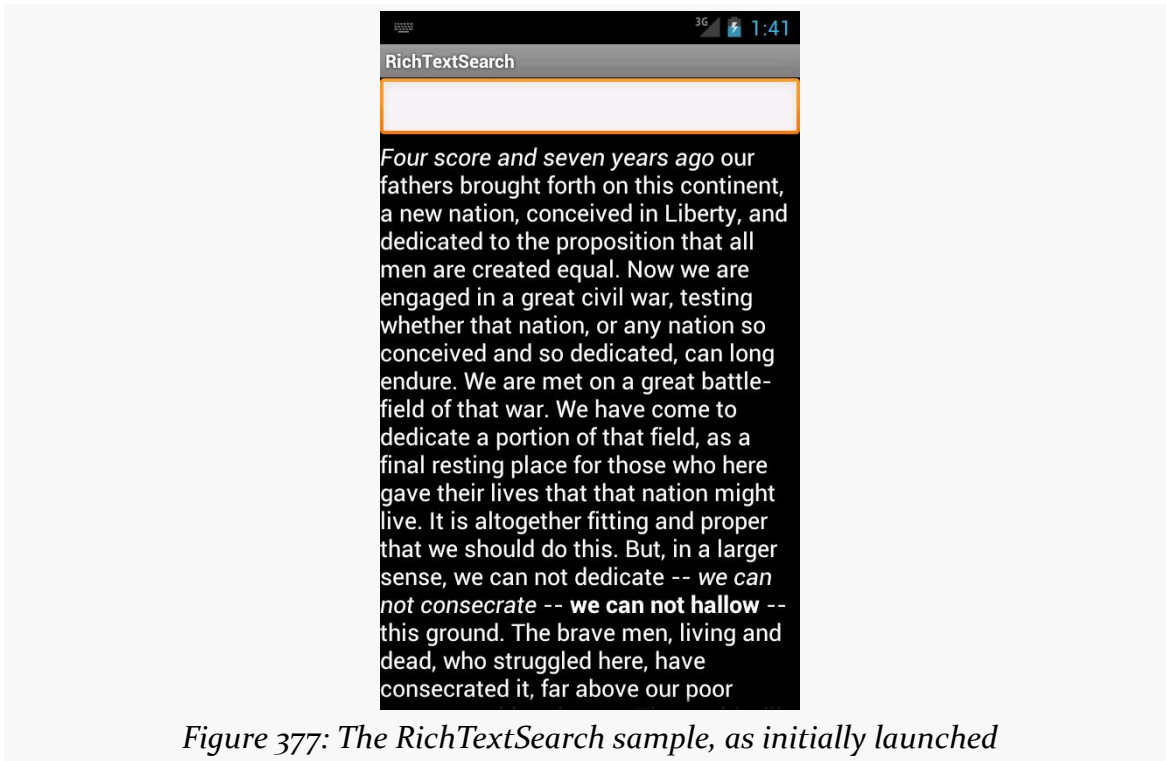 3G 1:41
RichTextSearch
Four score and seven years ago our
fathers brought forth on this continent,
a new nation, conceived in Liberty, and
dedicated to the proposition that all
men are created equal. Now we are
engaged in a great civil war, testing
whether that nation, or any nation so
conceived and so dedicated, can long
endure. We are met on a great battle-
field of that war. We have come to
dedicate a portion of that field, as a
final resting place for those who here
gave their lives that that nation might
live. It is altogether fitting and proper
that we should do this. But, in a larger
sense, we can not dedicate -- we can
not consecrate -- we can not hallow --
this ground. The brave men, living and
dead, who struggled here, have
consecrated it, far above our poor
Figure 377: The RichTextSearch sample, as initially launched